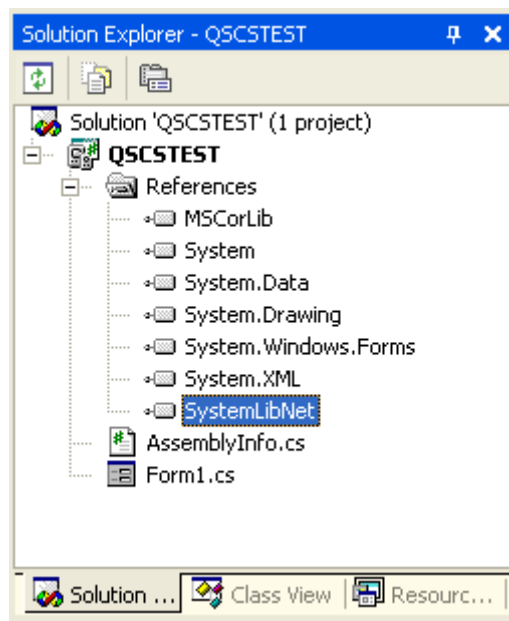 Solution Explorer - QSCSTEST
Solution 'QSCSTEST' (1 project)
QSCSTEST
References
MSCorLib
System
System.Data
System.Drawing
System.Windows.Forms
System.XML
SystemLibNet
AssemblyInfo.cs
Form1.cs
Solution ... Class View Resourc...